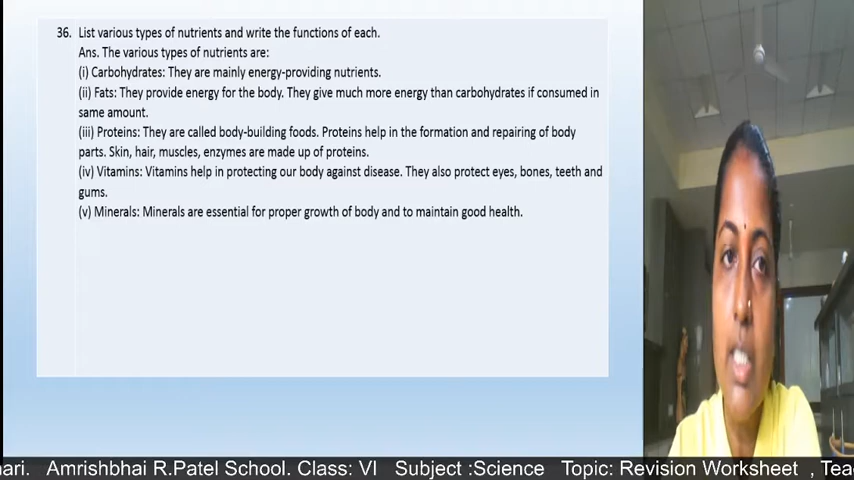 36. List various types of nutrients and write the functions of each.
Ans. The various types of nutrients are:
(i) Carbohydrates: They are mainly energy-providing nutrients.
(ii) Fats: They provide energy for the body. They give much more energy than carbohydrates if consumed in
same amount.
(iii) Proteins: They are called body-building foods. Proteins help in the formation and repairing of body
parts. Skin, hair, muscles, enzymes are made up of proteins.
(iv) Vitamins: Vitamins help in protecting our body against disease. They also protect eyes, bones, teeth and
gums.
(v) Minerals: Minerals are essential for proper growth of body and to maintain good health.
ari. Amrishbhai R.Patel School. Class: VI Subject :Science Topic: Revision Worksheet , Tea